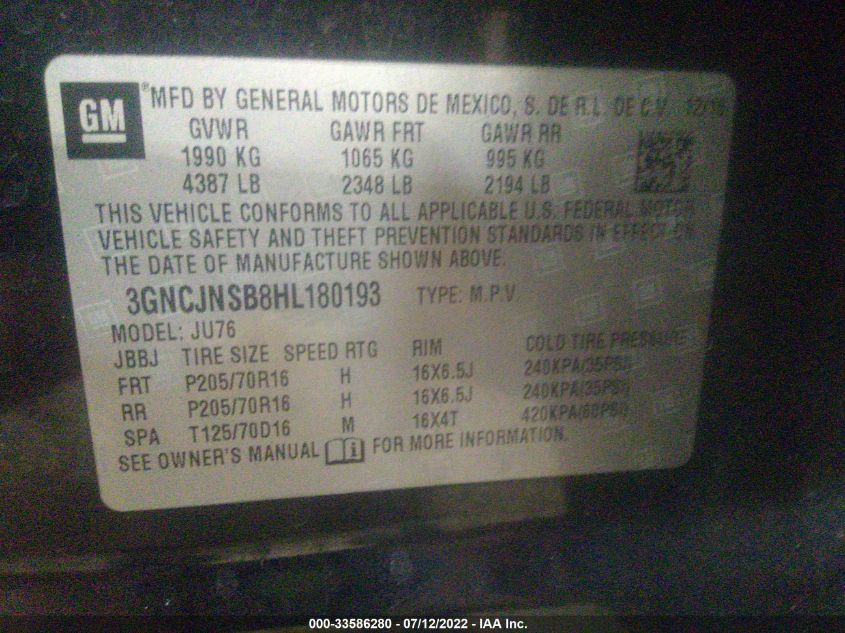 GM
®MFD BY GENERAL MOTORS DE MEXICO, S. DE R.L. DE C.V. 12/16
GVWR GAWR FRT GAWR RR
1990 KG 1065 KG 995 KG
4387 LB 2348 LB 2194 LB
THIS VEHICLE CONFORMS TO ALL APPLICABLE U.S. FEDERAL MOTOR
VEHICLE SAFETY AND THEFT PREVENTION STANDARDS IN EFFECT ON
THE DATE OF MANUFACTURE SHOWN ABOVE.
3GNCJNSB8HL180193 TYPE: M.P.V.
MODEL: JU76
JBBJ TIRE SIZE SPEED RTG RIM COLD TIRE PRESSURE
FRT P205/70R16 H 16X6.5J 240KPA(35PSI)
RR P205/70R16 H 16X6.5J 240KPA(35PSI)
SPA T125/70D16 M 16X4T 420KPA(60PSI)
SEE OWNER'S MANUAL FOR MORE INFORMATION.
000-33586280 - 07/12/2022 - IAA Inc.